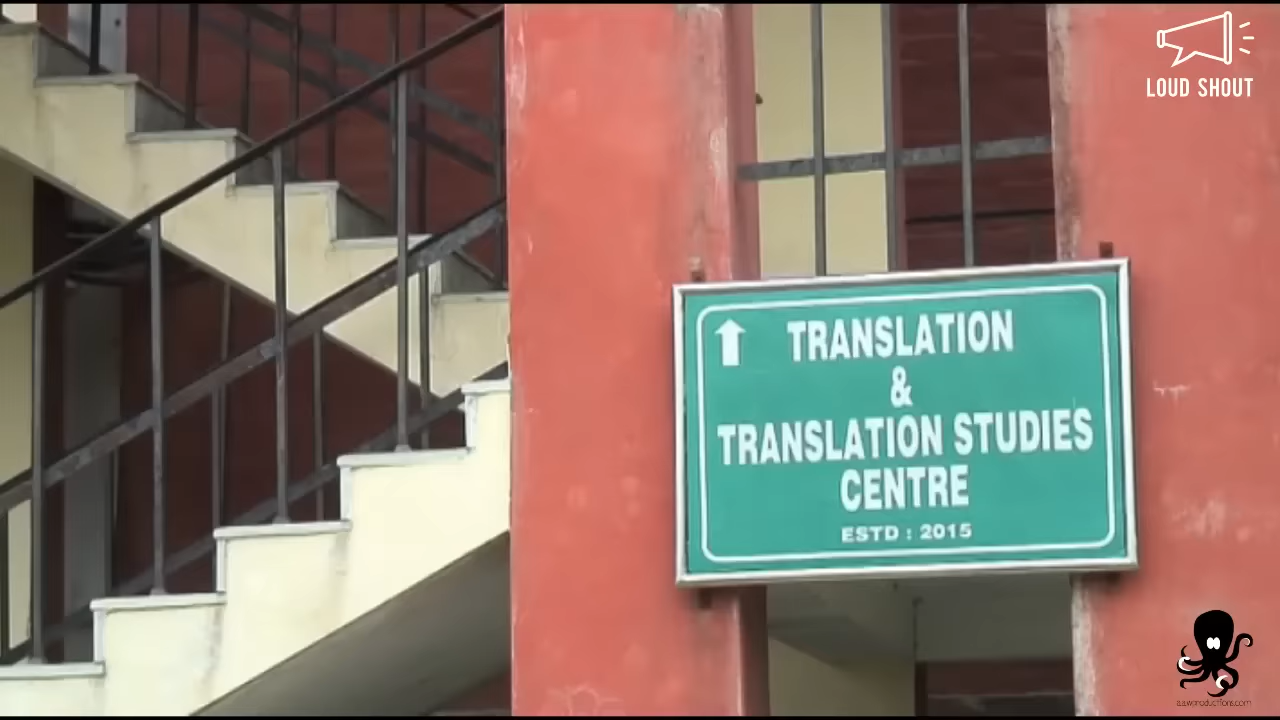 LOUD SHOUT
TRANSLATION
&
TRANSLATION STUDIES
CENTRE
ESTD : 2015